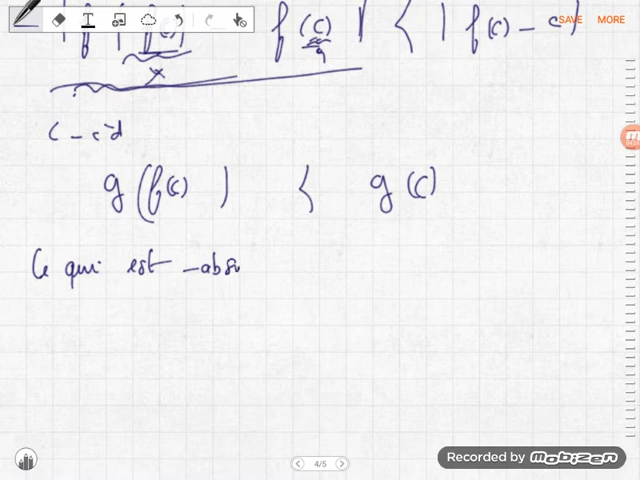 SAVE MORE
| f(f(c)) - f(c) | < | f(c) - c |
x y
c-à-d
g(f(c)) < g(c)
Ce qui est absu
4/5
Recorded by MOBIZEN